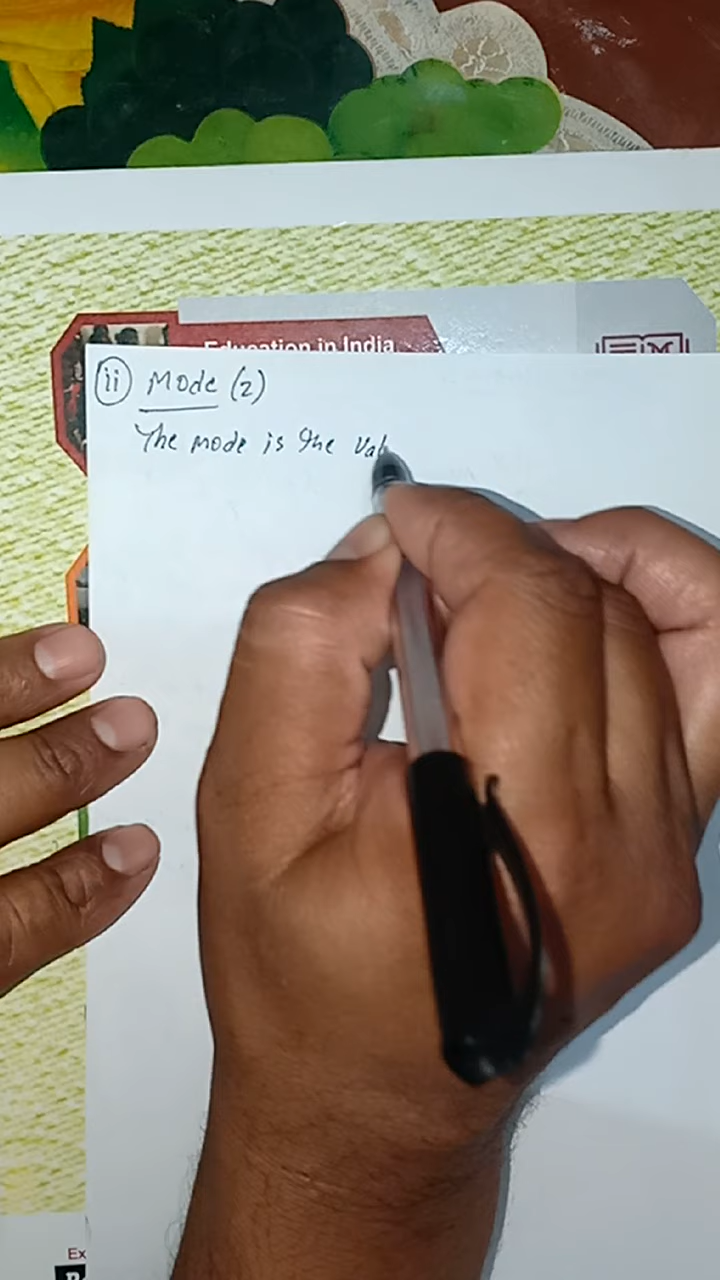 Education in India
(ii) Mode (2)
The mode is the val
Ex